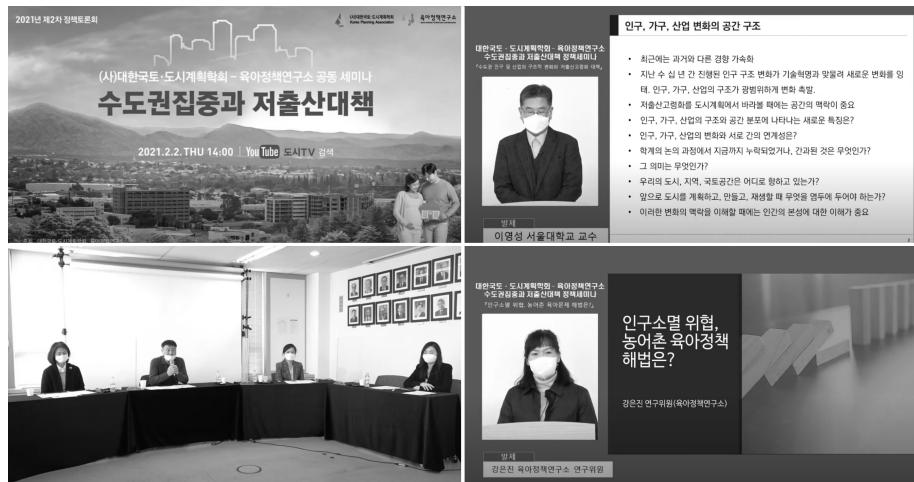 2021년 제2차 정책토론회
(사)대한국토·도시계획학회
Korea Planning Association
육아정책연구소
(사)대한국토·도시계획학회 – 육아정책연구소 공동 세미나
수도권집중과 저출산대책
2021.2.2. THU 14:00 | YouTube 도시TV 검색
대한국토·도시계획학회 - 육아정책연구소
수도권집중과 저출산대책 정책세미나
발제
이영성 서울대학교 교수
인구, 가구, 산업 변화의 공간 구조
• 최근에는 과거와 다른 경향 가속화
• 지난 수 십 년 간 진행된 인구 구조 변화가 기술혁명과 맞물려 새로운 변화를 잉
태. 인구, 가구, 산업의 구조가 광범위하게 변화 촉발.
• 저출산고령화를 도시계획에서 바라볼 때에는 공간의 맥락이 중요
• 인구, 가구, 산업의 구조와 공간 분포에 나타나는 새로운 특징은?
• 인구, 가구, 산업의 변화와 서로 간의 연계성은?
• 학계의 논의 과정에서 지금까지 누락되었거나, 간과된 것은 무엇인가?
• 그 의미는 무엇인가?
• 우리의 도시, 지역, 국토공간은 어디로 향하고 있는가?
• 앞으로 도시를 계획하고, 만들고, 재생할 때 무엇을 염두에 두어야 하는가?
• 이러한 변화의 맥락을 이해할 때에는 인간의 본성에 대한 이해가 중요
대한국토·도시계획학회 - 육아정책연구소
수도권집중과 저출산대책 정책세미나
『인구소멸 위협, 농어촌 육아문제 해법은?』
발제
강은진 육아정책연구소 연구위원
인구소멸 위협,
농어촌 육아정책
해법은?
강은진 연구위원(육아정책연구소)